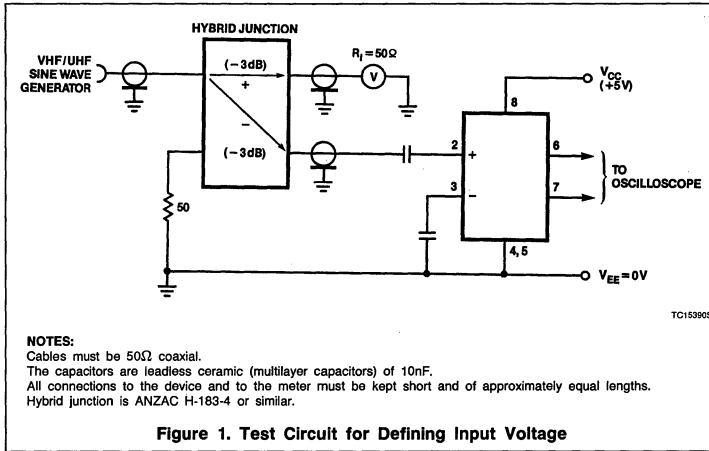 HYBRID JUNCTION
VHF/UHF
SINE WAVE
GENERATOR
(−3dB)
+
−
(−3dB)
R_I = 50Ω
V
50
V_CC
(+5V)
8
2
+
3
−
6
7
4, 5
TO
OSCILLOSCOPE
V_EE = 0V
TC15390S
NOTES:
Cables must be 50Ω coaxial.
The capacitors are leadless ceramic (multilayer capacitors) of 10nF.
All connections to the device and to the meter must be kept short and of approximately equal lengths.
Hybrid junction is ANZAC H-183-4 or similar.
Figure 1. Test Circuit for Defining Input Voltage